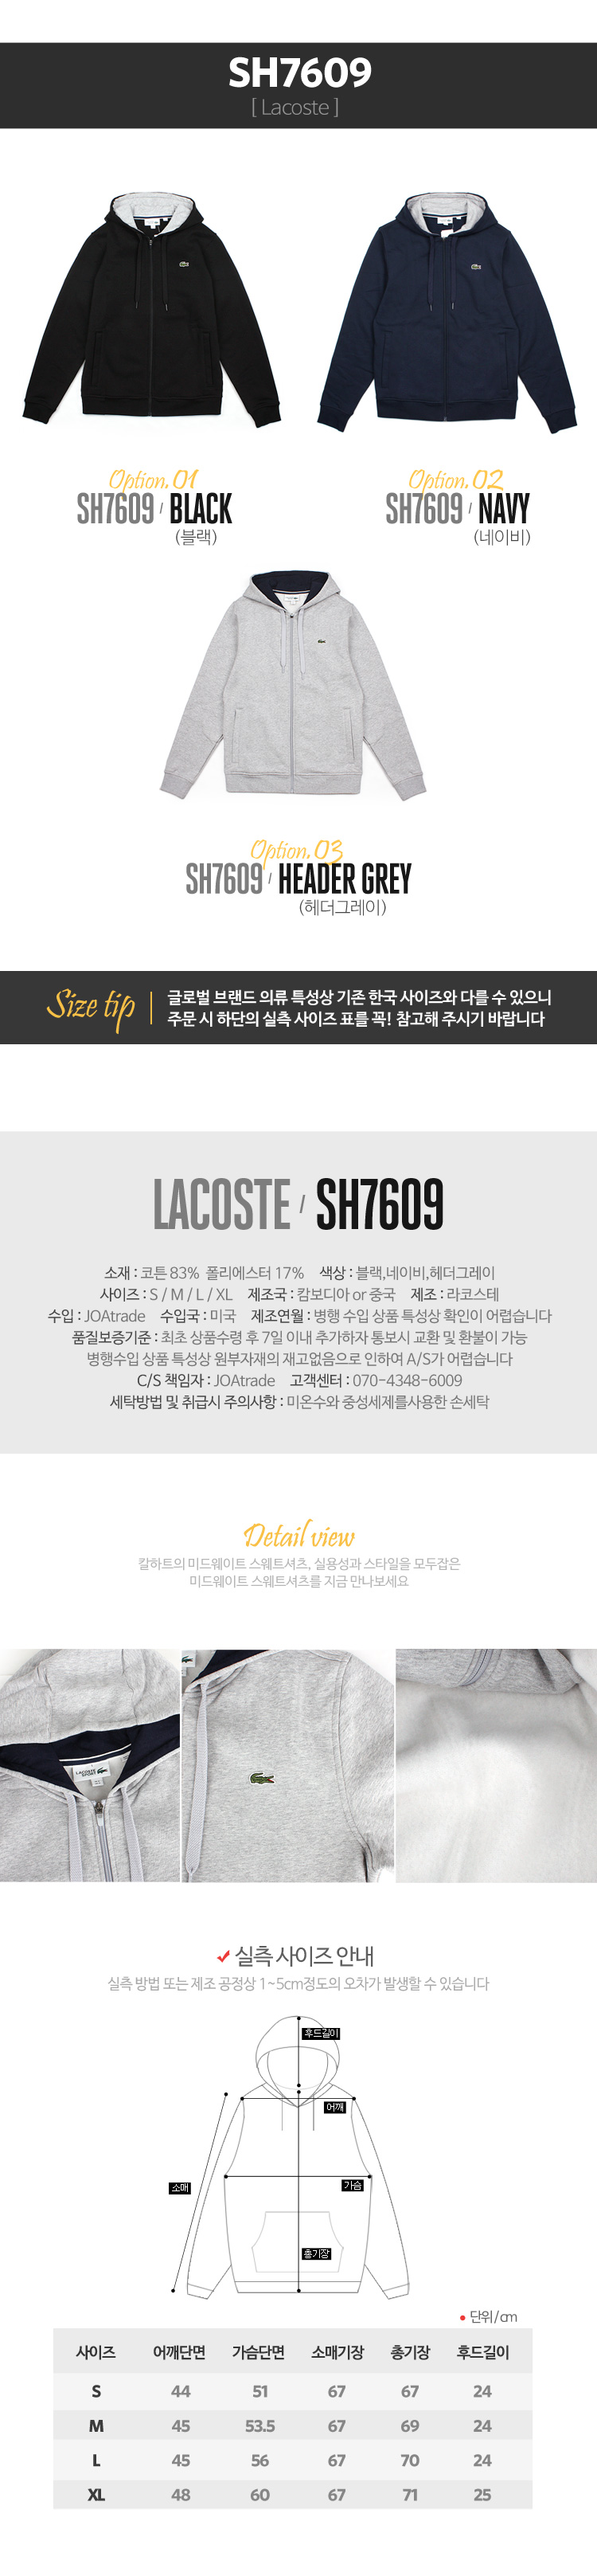 SH7609
[ Lacoste ]
Option. 01
SH7609 / BLACK
(블랙)
Option. 02
SH7609 / NAVY
(네이비)
Option. 03
SH7609 / HEADER GREY
(헤더그레이)
Size tip
글로벌 브랜드 의류 특성상 기존 한국 사이즈와 다를 수 있으니
주문 시 하단의 실측 사이즈 표를 꼭! 참고해 주시기 바랍니다
LACOSTE / SH7609
소재 : 코튼 83% 폴리에스터 17% 색상 : 블랙,네이비,헤더그레이
사이즈 : S / M / L / XL 제조국 : 캄보디아 or 중국 제조 : 라코스테
수입 : JOAtrade 수입국 : 미국 제조연월 : 병행 수입 상품 특성상 확인이 어렵습니다
품질보증기준 : 최초 상품수령 후 7일 이내 추가하자 통보시 교환 및 환불이 가능
병행수입 상품 특성상 원부자재의 재고없음으로 인하여 A/S가 어렵습니다
C/S 책임자 : JOAtrade 고객센터 : 070-4348-6009
세탁방법 및 취급시 주의사항 : 미온수와 중성세제를사용한 손세탁
Detail view
칼하트의 미드웨이트 스웨트셔츠, 실용성과 스타일을 모두잡은
미드웨이트 스웨트셔츠를 지금 만나보세요
LACOSTE
SPORT
실측 사이즈 안내
실측 방법 또는 제조 공정상 1~5cm정도의 오차가 발생할 수 있습니다
후드길이
어깨
소매
가슴
총기장
단위/cm
사이즈 어깨단면 가슴단면 소매기장 총기장 후드길이
S 44 51 67 67 24
M 45 53.5 67 69 24
L 45 56 67 70 24
XL 48 60 67 71 25